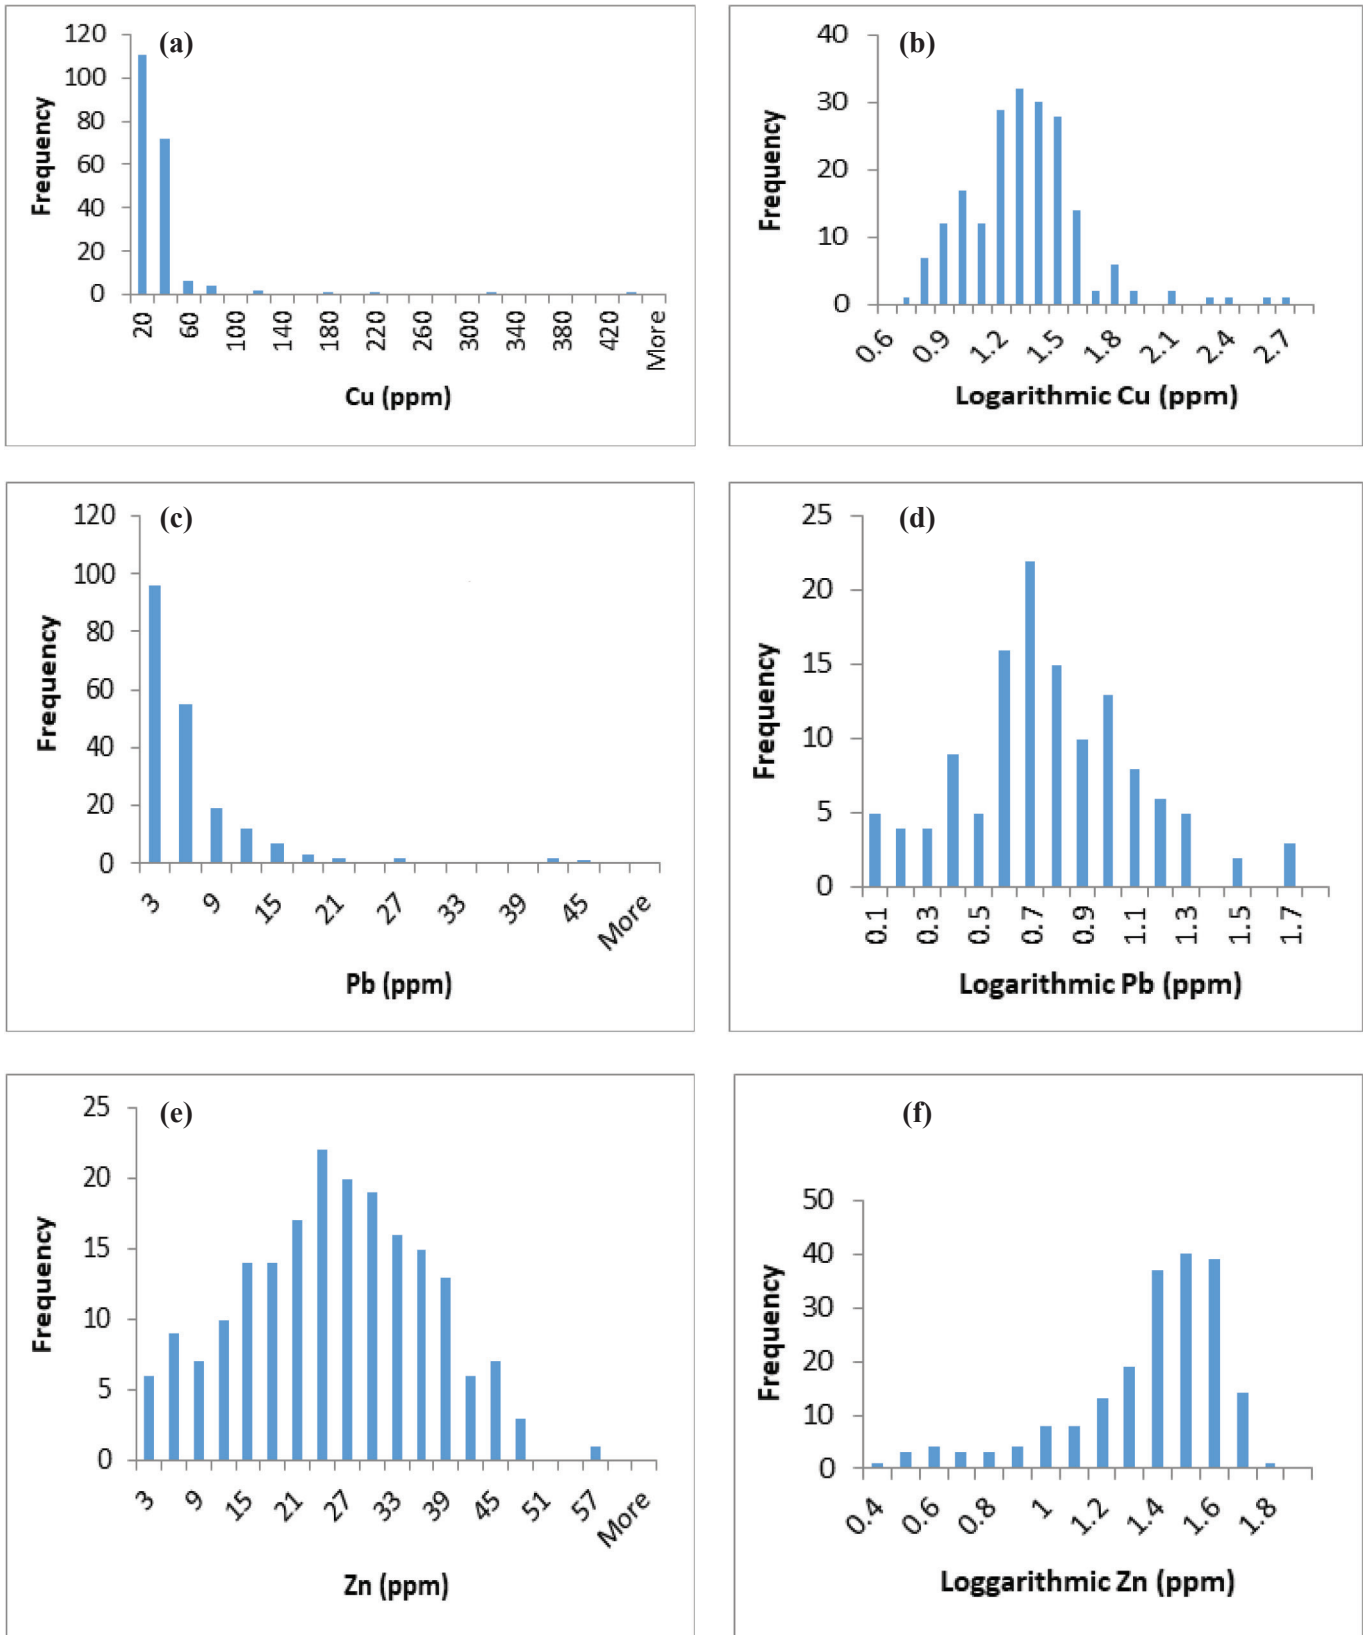 (a)
120
100
80
60
40
20
0
Frequency
20 60 100 140 180 220 260 300 340 380 420 More
Cu (ppm)
(b)
40
30
20
10
0
Frequency
0.6 0.9 1.2 1.5 1.8 2.1 2.4 2.7
Logarithmic Cu (ppm)
(c)
120
100
80
60
40
20
0
Frequency
3 9 15 21 27 33 39 45 More
Pb (ppm)
(d)
25
20
15
10
5
0
Frequency
0.1 0.3 0.5 0.7 0.9 1.1 1.3 1.5 1.7
Logarithmic Pb (ppm)
(e)
25
20
15
10
5
0
Frequency
3 9 15 21 27 33 39 45 51 57 More
Zn (ppm)
(f)
50
40
30
20
10
0
Frequency
0.4 0.6 0.8 1 1.2 1.4 1.6 1.8
Loggarithmic Zn (ppm)